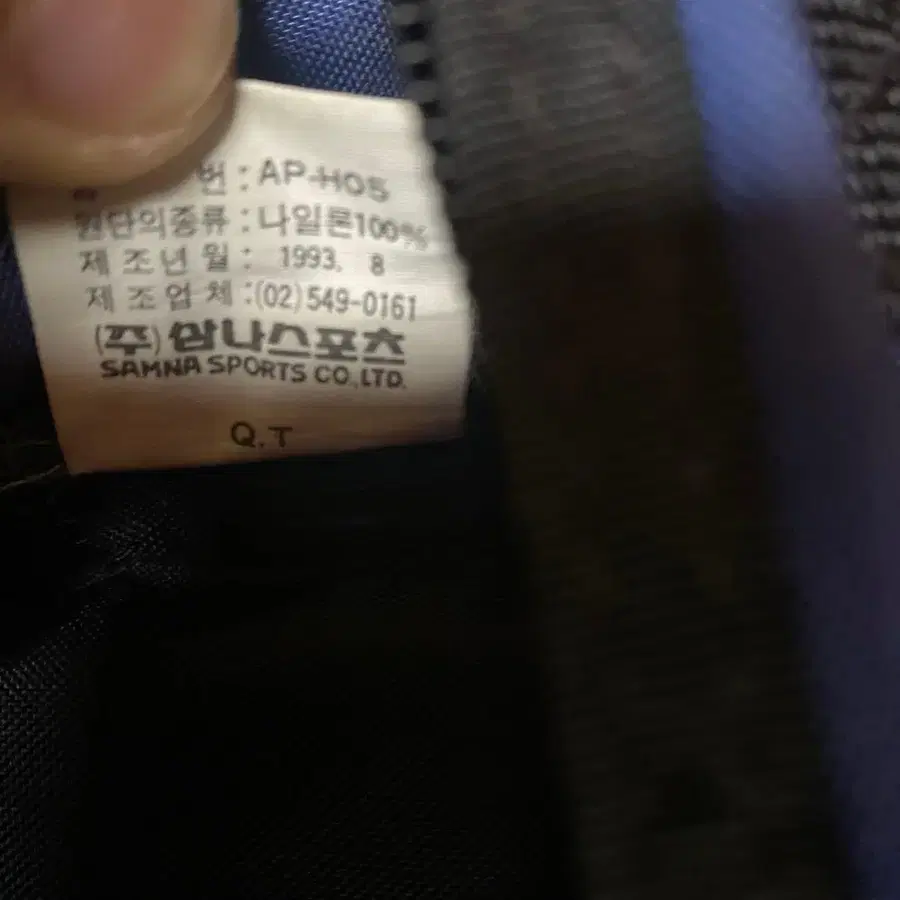 번 : AP-H05
원단의종류 : 나일론100%
제 조 년 월 : 1993. 8
제 조 업 체 : (02) 549-0161
(주) 쌈나스포츠
SAMNA SPORTS CO.,LTD.
Q.T